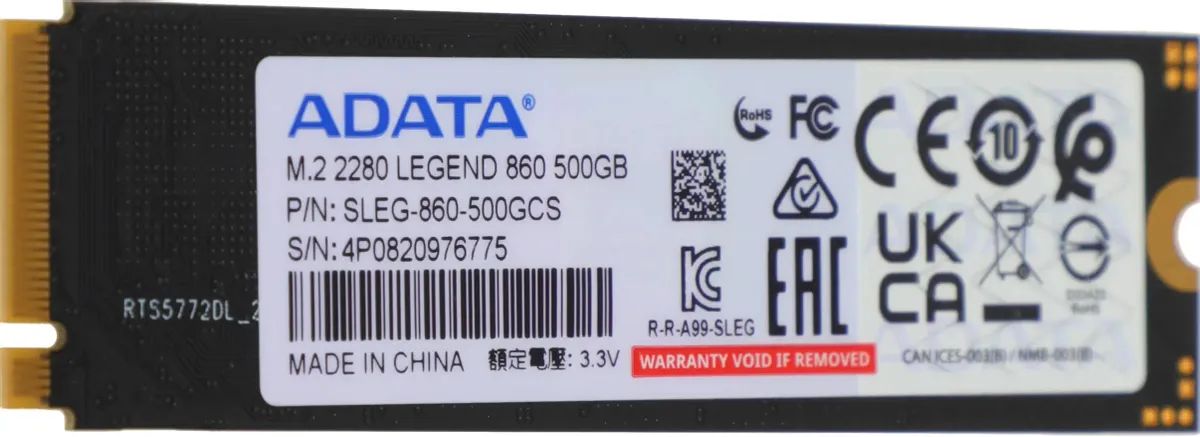 ADATA®
M.2 2280 LEGEND 860 500GB
P/N: SLEG-860-500GCS
S/N: 4P0820976775
MADE IN CHINA 額定電壓: 3.3V
RTS5772DL_2
RoHS
FC
CE
10
UK
CA
EAC
R-R-A99-SLEG
WARRANTY VOID IF REMOVED
CAN ICES-003(B) / NMB-003(B)